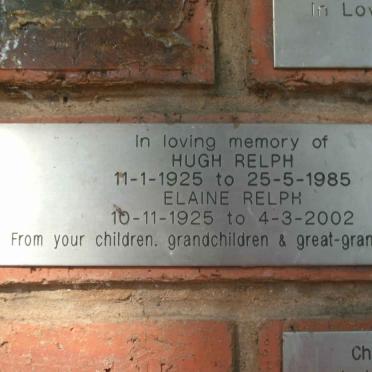 In Lov
In loving memory of
HUGH RELPH
11-1-1925 to 25-5-1985
ELAINE RELPH
10-11-1925 to 4-3-2002
From your children, grandchildren & great-gran
Ch